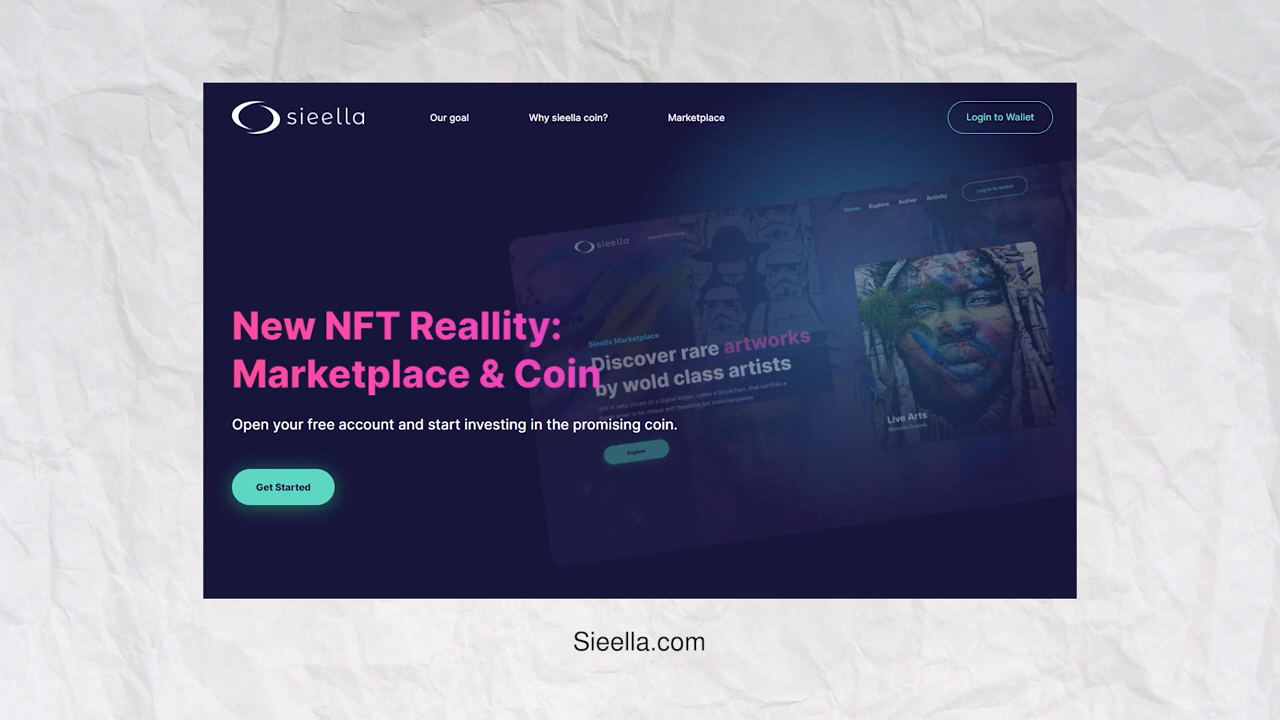 sieella
Our goal
Why sieella coin?
Marketplace
Login to Wallet
Home
Explore
Author
Activity
Log in to wallet
sieella
New NFT Reallity:
Marketplace & Coin
Sieella Marketplace
Discover rare artworks
by wold class artists
Explore
Live Arts
Open your free account and start investing in the promising coin.
Get Started
Sieella.com